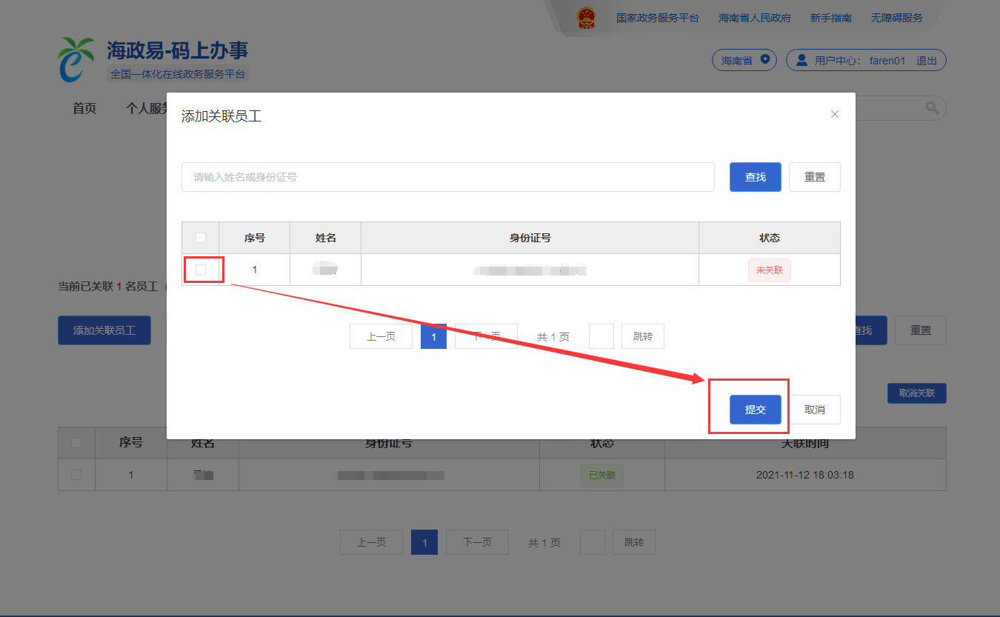 国家政务服务平台 海南省人民政府 新手指南 无障碍服务
海政易-码上办事
全国一体化在线政务服务平台
海南省 用户中心： faren01 退出
首页 个人服务
添加关联员工
请输入姓名或身份证号 查找 重置
序号 姓名 身份证号 状态
1 未关联
当前已关联 1 名员工
上一页 1 下一页 共 1 页 跳转
添加关联员工 查找 重置
提交 取消
取消关联
序号 姓名 身份证号 状态 关联时间
1 已关联 2021-11-12 18:03:18
上一页 1 下一页 共 1 页 跳转